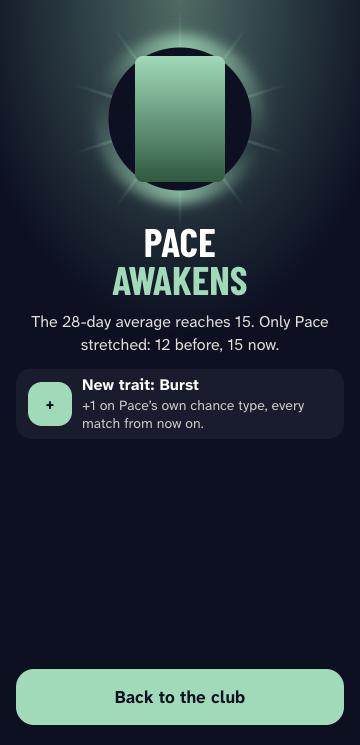 PACE
AWAKENS
The 28-day average reaches 15. Only Pace
stretched: 12 before, 15 now.
+
New trait: Burst
+1 on Pace's own chance type, every
match from now on.
Back to the club